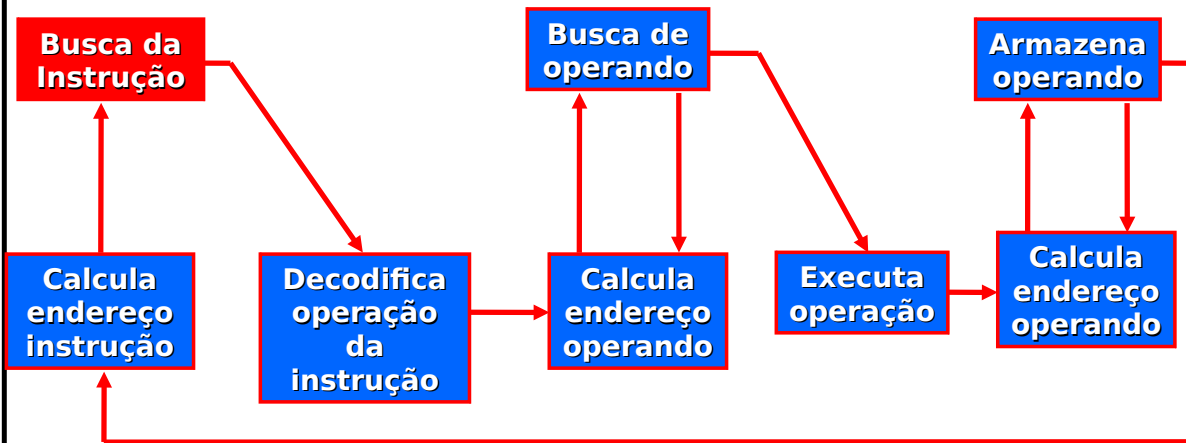 Busca da
Instrução
Busca de
operando
Armazena
operando
Calcula
endereço
instrução
Decodifica
operação
da
instrução
Calcula
endereço
operando
Executa
operação
Calcula
endereço
operando